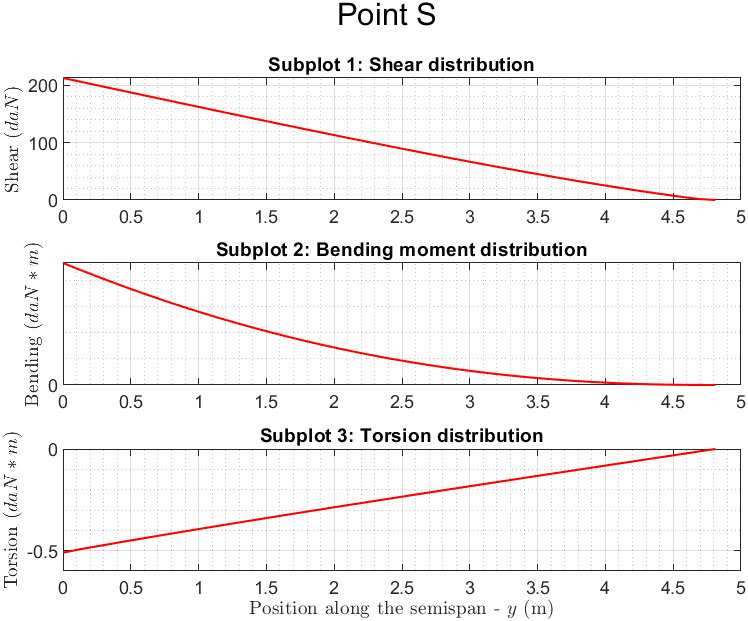 Point S
Subplot 1: Shear distribution
Shear (daN)
200
100
0
0 0.5 1 1.5 2 2.5 3 3.5 4 4.5 5
Subplot 2: Bending moment distribution
Bending (daN * m)
0
0 0.5 1 1.5 2 2.5 3 3.5 4 4.5 5
Subplot 3: Torsion distribution
Torsion (daN * m)
0
-0.5
0 0.5 1 1.5 2 2.5 3 3.5 4 4.5 5
Position along the semispan - y (m)